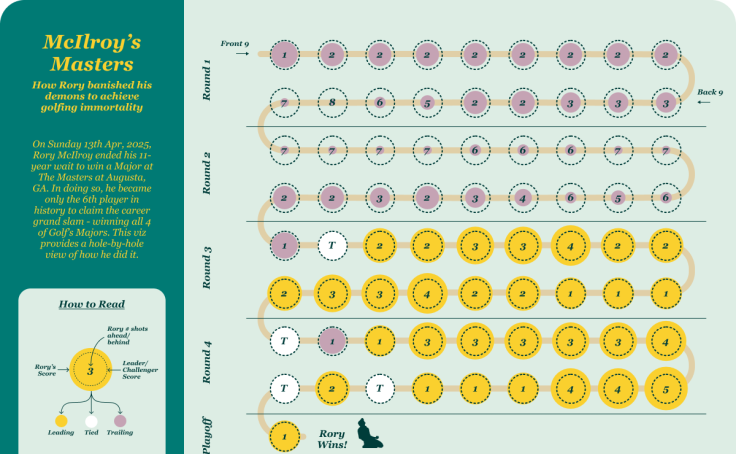 McIlroy's
Masters
How Rory banished his
demons to achieve
golfing immortality
On Sunday 13th Apr, 2025,
Rory McIlroy ended his 11-
year wait to win a Major at
The Masters at Augusta,
GA. In doing so, he became
only the 6th player in
history to claim the career
grand slam - winning all 4
of Golf's Majors. This viz
provides a hole-by-hole
view of how he did it.
How to Read
Rory # shots
ahead/
behind
Rory's
Score
3
Leader/
Challenger
Score
Leading Tied Trailing
Front 9
Round 1
1 2 2 2 2 2 2 2 2
Back 9
7 8 6 5 2 2 3 3 3
Round 2
7 7 7 7 6 6 6 7 7
2 2 3 2 3 4 6 5 6
Round 3
1 T 2 2 3 3 4 2 2
2 3 3 4 2 2 1 1 1
Round 4
T 1 1 3 3 3 3 3 4
T 2 T 1 1 1 4 4 5
Playoff
1
Rory
Wins!